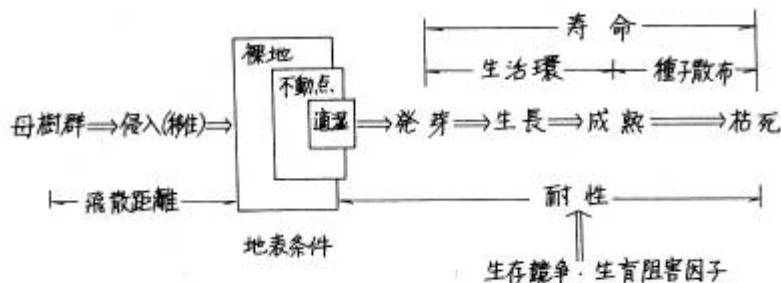 寿命
生活環
種子散布
裸地
不動点
適湿
母樹群⇒侵入(移住)⇒
⇒発芽⇒生長⇒成熟⇒枯死
飛散距離
耐性
地表条件
生存競争・生育阻害因子